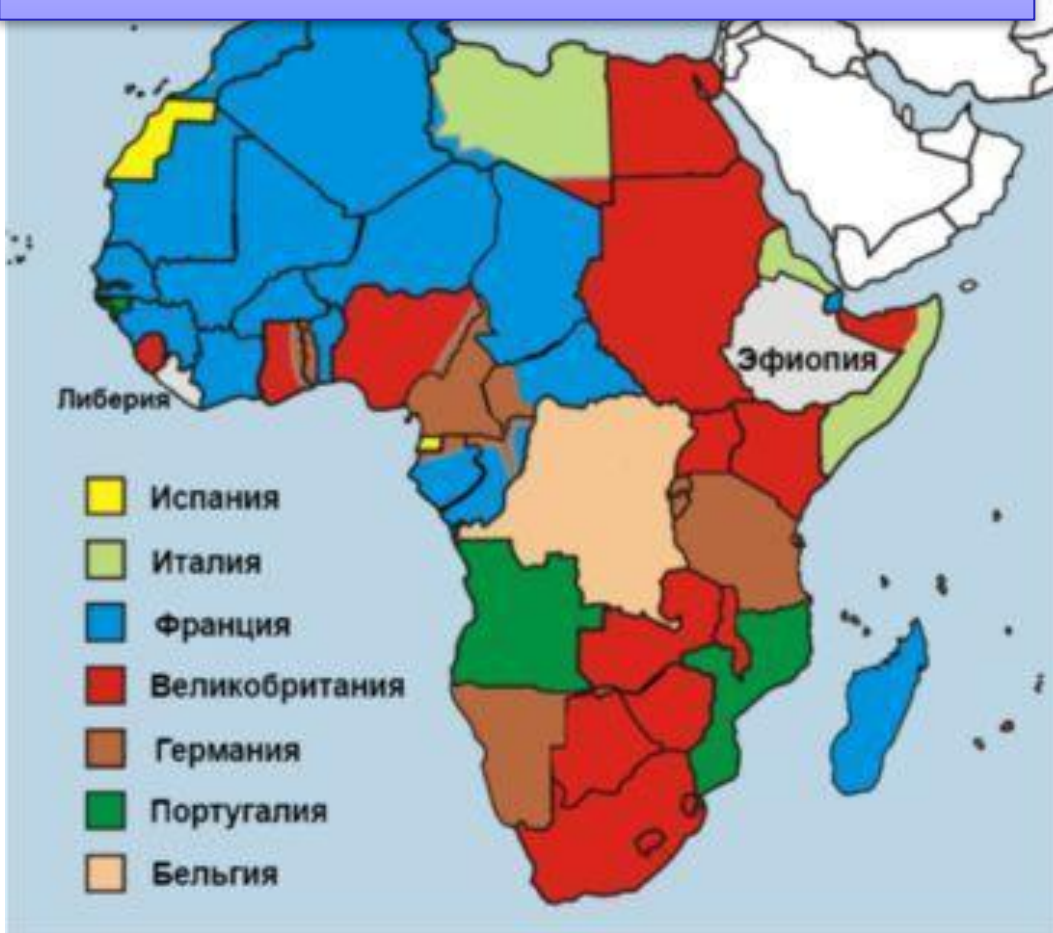 Эфиопия
Либерия
Испания
Италия
Франция
Великобритания
Германия
Португалия
Бельгия